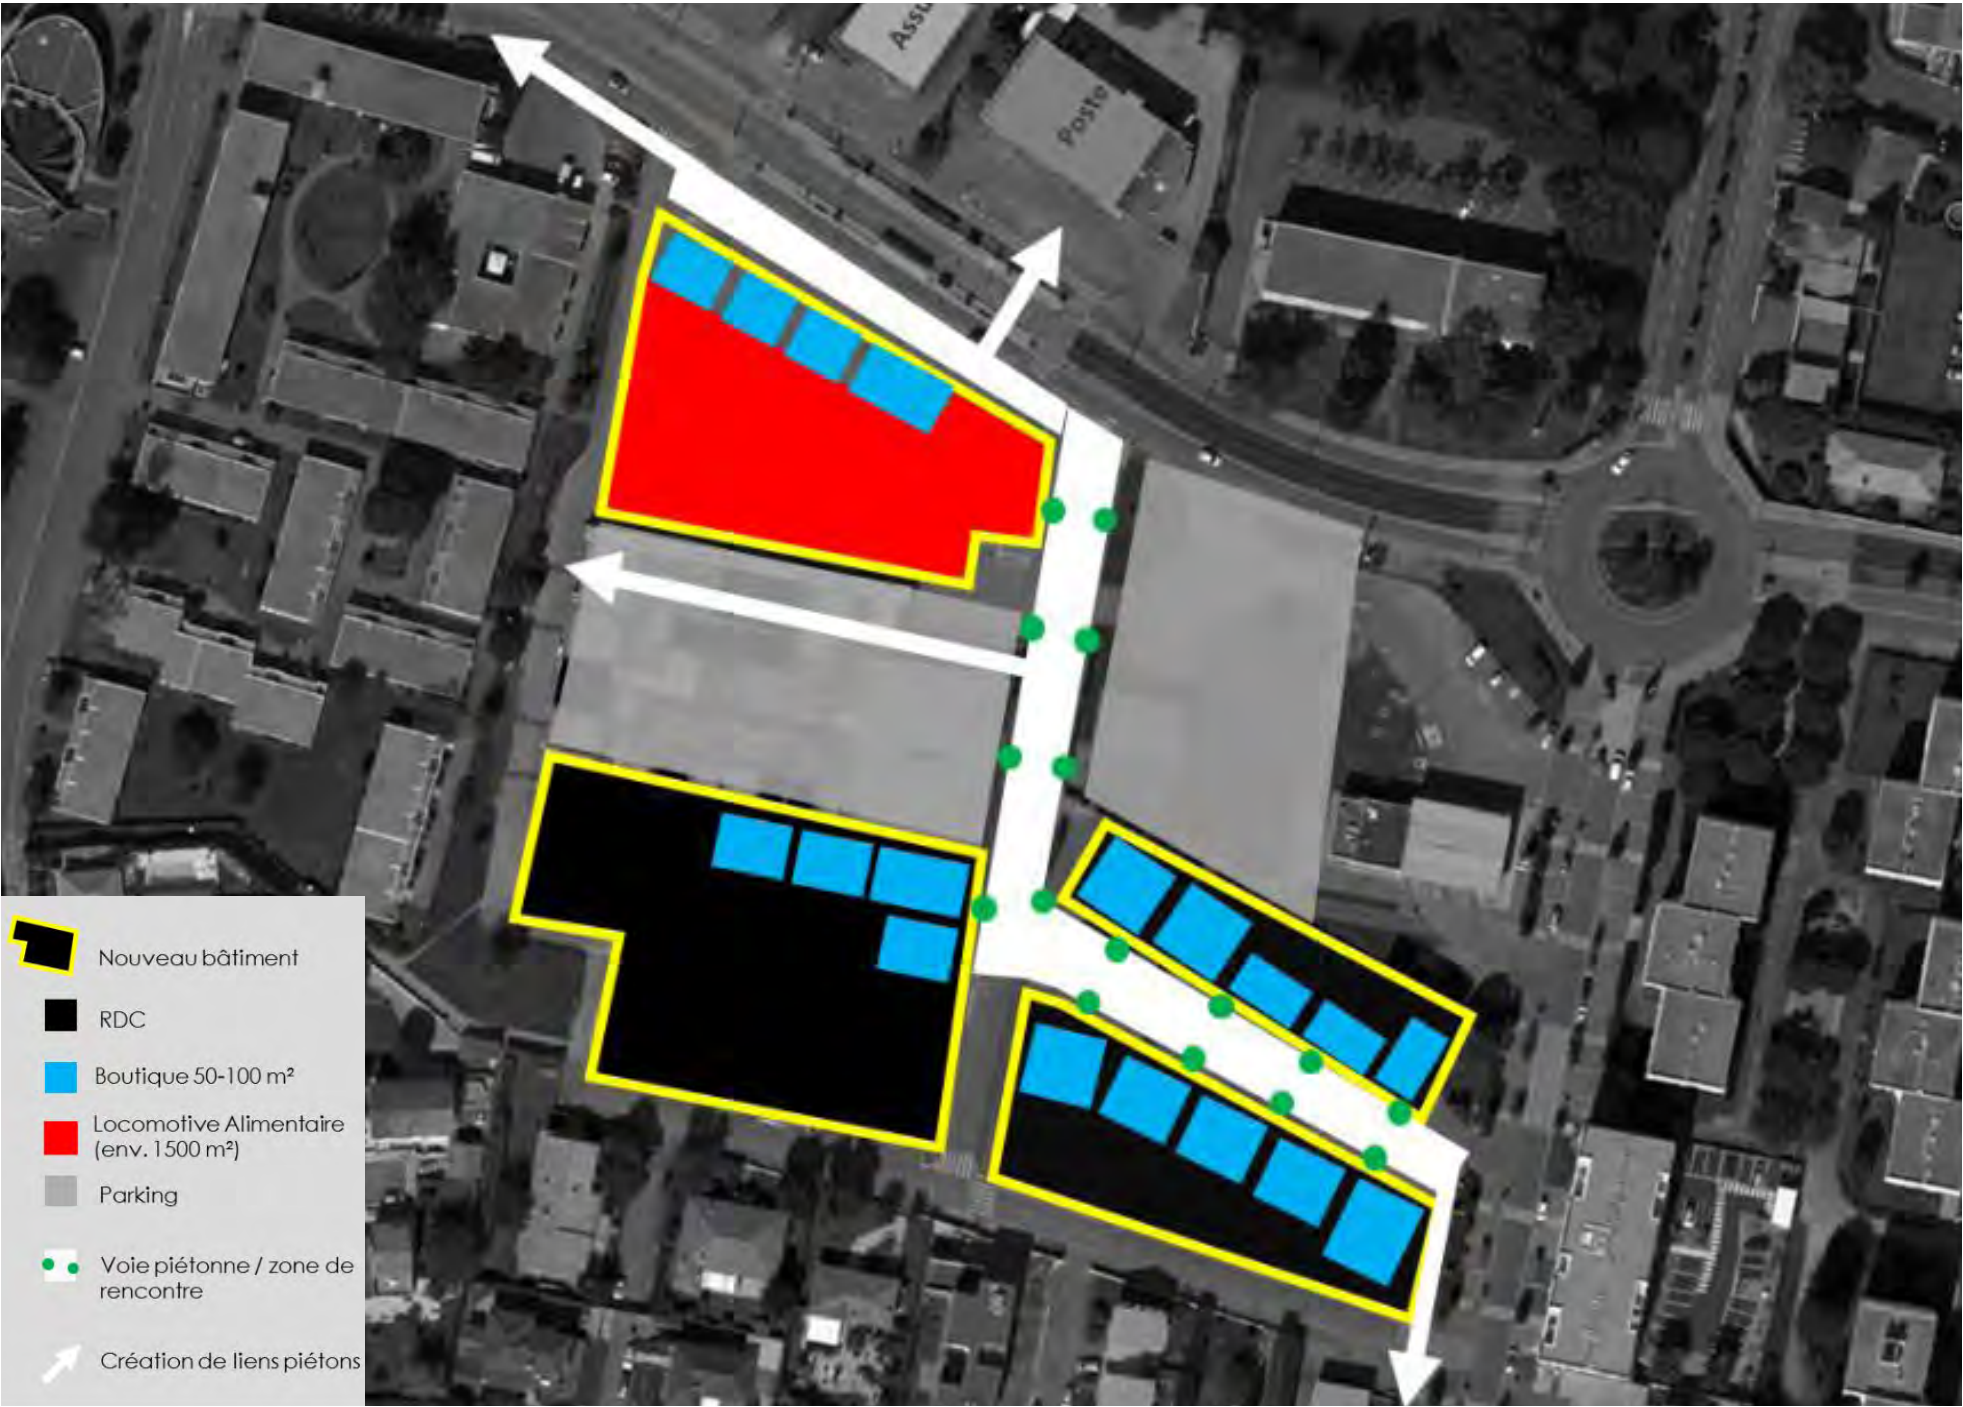 Assu
Poste
Nouveau bâtiment
RDC
Boutique 50-100 m²
Locomotive Alimentaire
(env. 1500 m²)
Parking
Voie piétonne / zone de
rencontre
Création de liens piétons